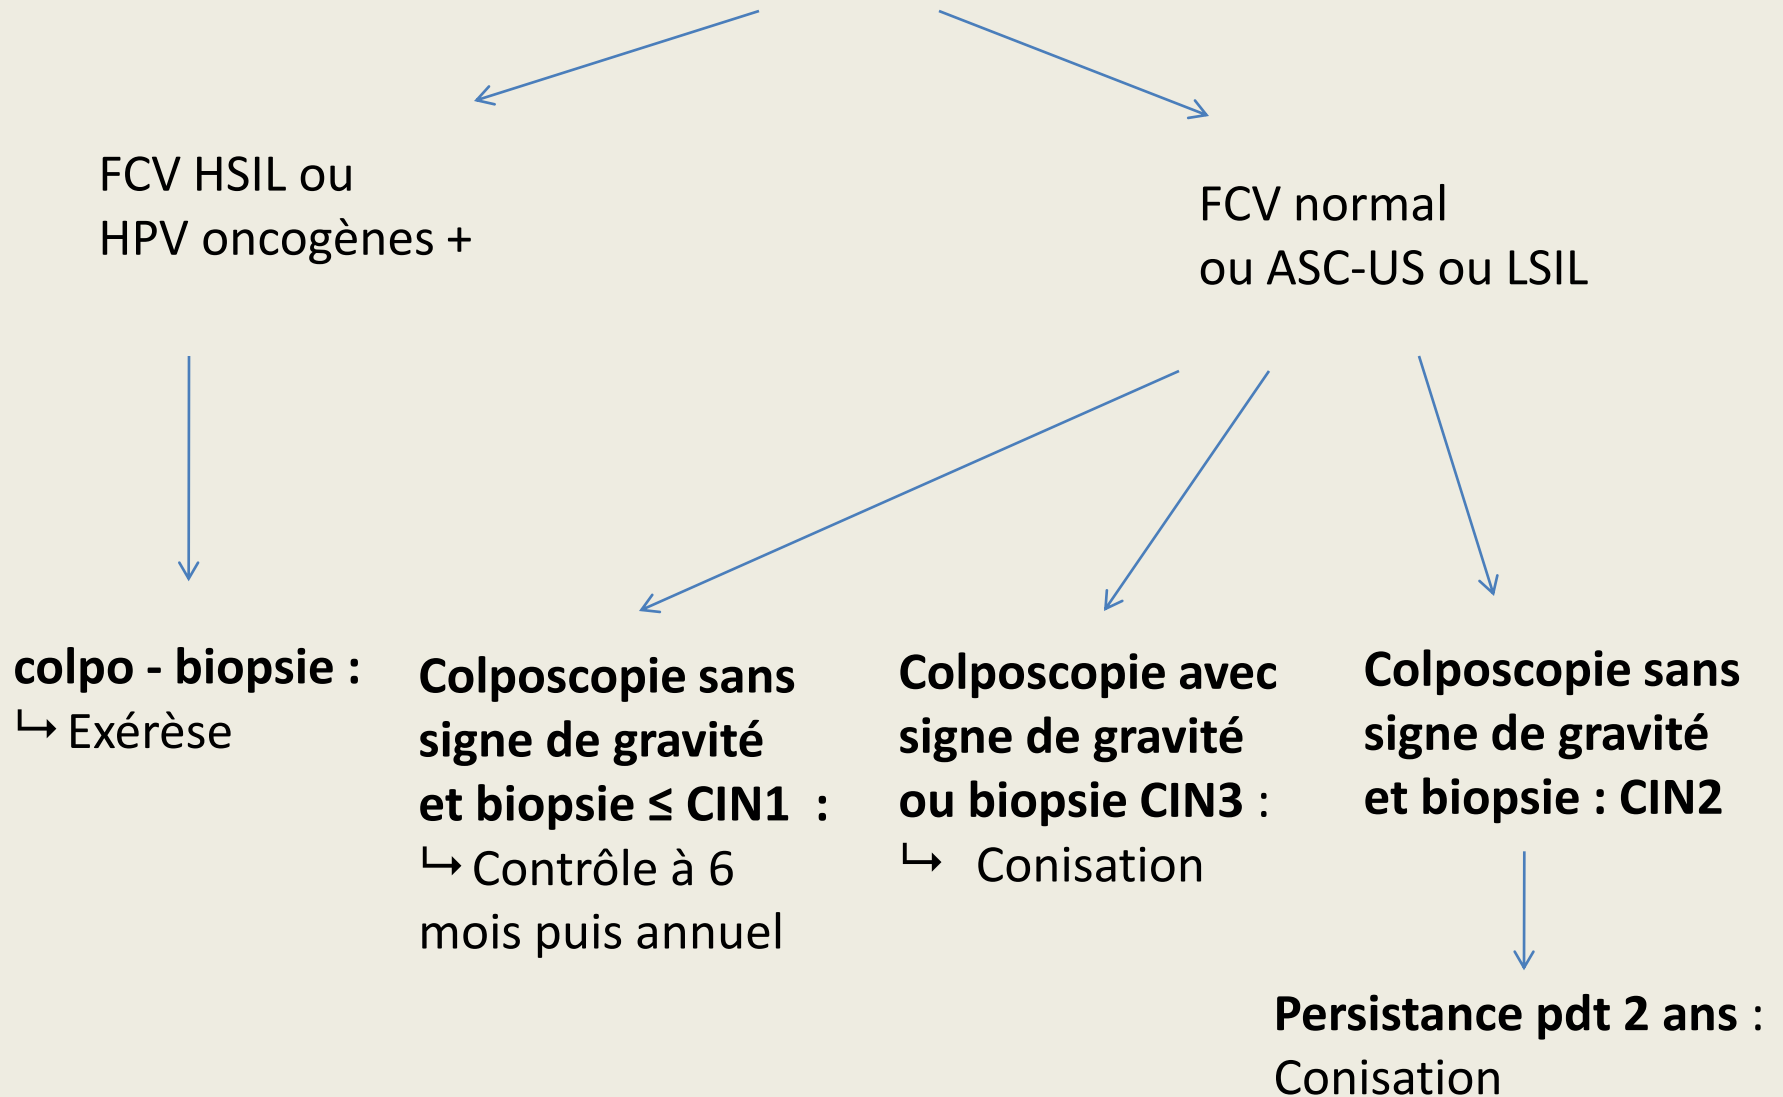 FCV HSIL ou
HPV oncogènes +
FCV normal
ou ASC-US ou LSIL
colpo - biopsie :
↳ Exérèse
Colposcopie sans
signe de gravité
et biopsie ≤ CIN1 :
↳ Contrôle à 6
mois puis annuel
Colposcopie avec
signe de gravité
ou biopsie CIN3 :
↳ Conisation
Colposcopie sans
signe de gravité
et biopsie : CIN2
Persistance pdt 2 ans :
Conisation